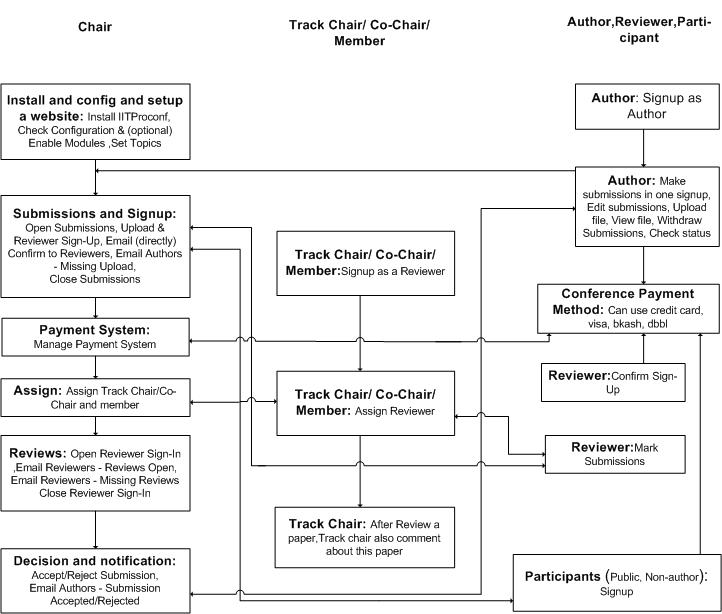 Chair
Track Chair/ Co-Chair/
Member
Author,Reviewer,Parti-
cipant
Install and config and setup
a website: Install IITProconf,
Check Configuration & (optional)
Enable Modules ,Set Topics
Submissions and Signup:
Open Submissions, Upload &
Reviewer Sign-Up, Email (directly)
Confirm to Reviewers, Email Authors
- Missing Upload,
Close Submissions
Payment System:
Manage Payment System
Assign: Assign Track Chair/Co-
Chair and member
Reviews: Open Reviewer Sign-In
,Email Reviewers - Reviews Open,
Email Reviewers - Missing Reviews
Close Reviewer Sign-In
Decision and notification:
Accept/Reject Submission,
Email Authors - Submission
Accepted/Rejected
Track Chair/ Co-Chair/
Member:Signup as a Reviewer
Track Chair/ Co-Chair/
Member: Assign Reviewer
Track Chair: After Review a
paper,Track chair also comment
about this paper
Author: Signup as
Author
Author: Make
submissions in one signup,
Edit submissions, Upload
file, View file, Withdraw
Submissions, Check status
Conference Payment
Method: Can use credit card,
visa, bkash, dbbl
Reviewer:Confirm Sign-
Up
Reviewer:Mark
Submissions
Participants (Public, Non-author):
Signup